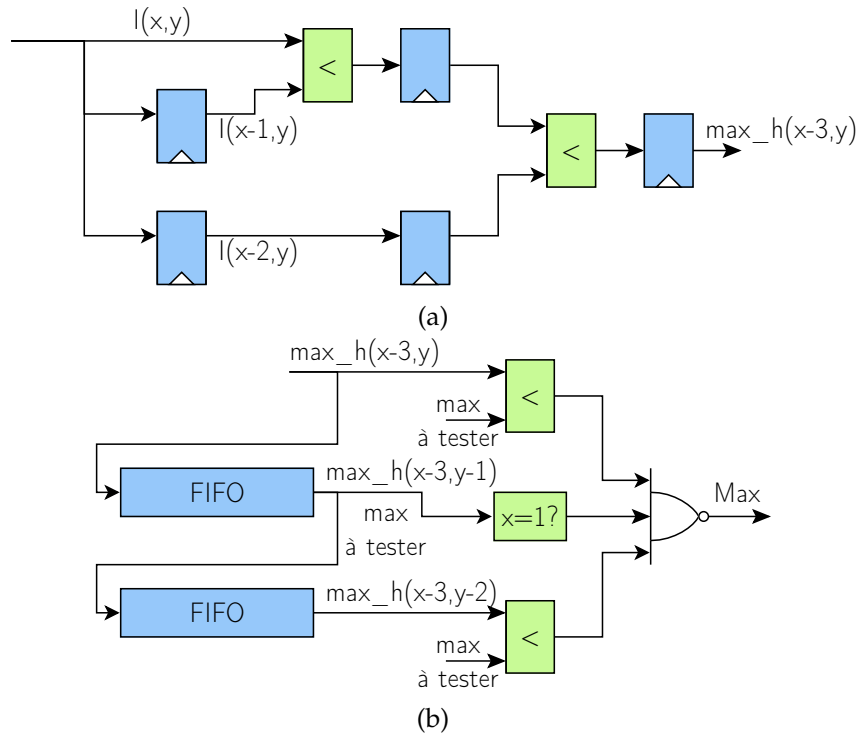 I(x,y)
<
I(x-1,y)
<
max_h(x-3,y)
I(x-2,y)
(a)
max_h(x-3,y)
<
max
à tester
FIFO
max_h(x-3,y-1)
max
à tester
x=1?
Max
FIFO
max_h(x-3,y-2)
<
max
à tester
(b)